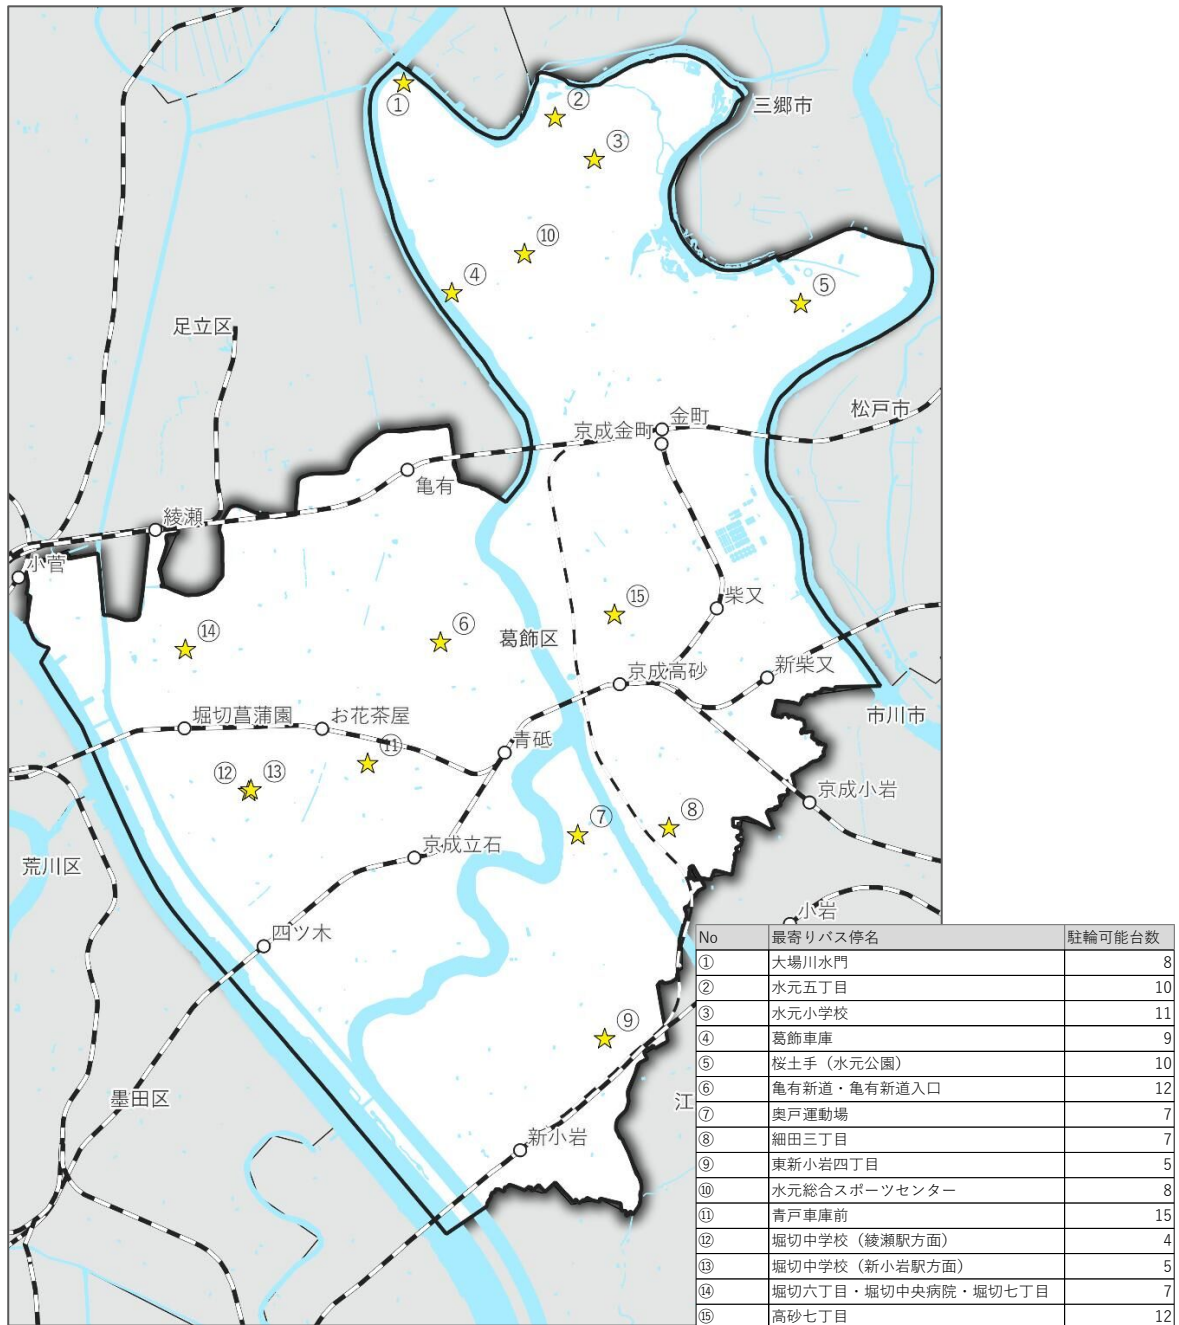 ①
②
三郷市
③
⑩
④
⑤
足立区
松戸市
金町
京成金町
亀有
綾瀬
小菅
柴又
⑮
⑥
葛飾区
⑭
京成高砂
新柴又
市川市
堀切菖蒲園
お花茶屋
青砥
⑪
⑫
⑬
京成小岩
⑦
⑧
京成立石
荒川区
小岩
四ツ木
⑨
墨田区
江
新小岩
No 最寄りバス停名 駐輪可能台数
① 大場川水門 8
② 水元五丁目 10
③ 水元小学校 11
④ 葛飾車庫 9
⑤ 桜土手（水元公園） 10
⑥ 亀有新道・亀有新道入口 12
⑦ 奥戸運動場 7
⑧ 細田三丁目 7
⑨ 東新小岩四丁目 5
⑩ 水元総合スポーツセンター 8
⑪ 青戸車庫前 15
⑫ 堀切中学校（綾瀬駅方面） 4
⑬ 堀切中学校（新小岩駅方面） 5
⑭ 堀切六丁目・堀切中央病院・堀切七丁目 7
⑮ 高砂七丁目 12